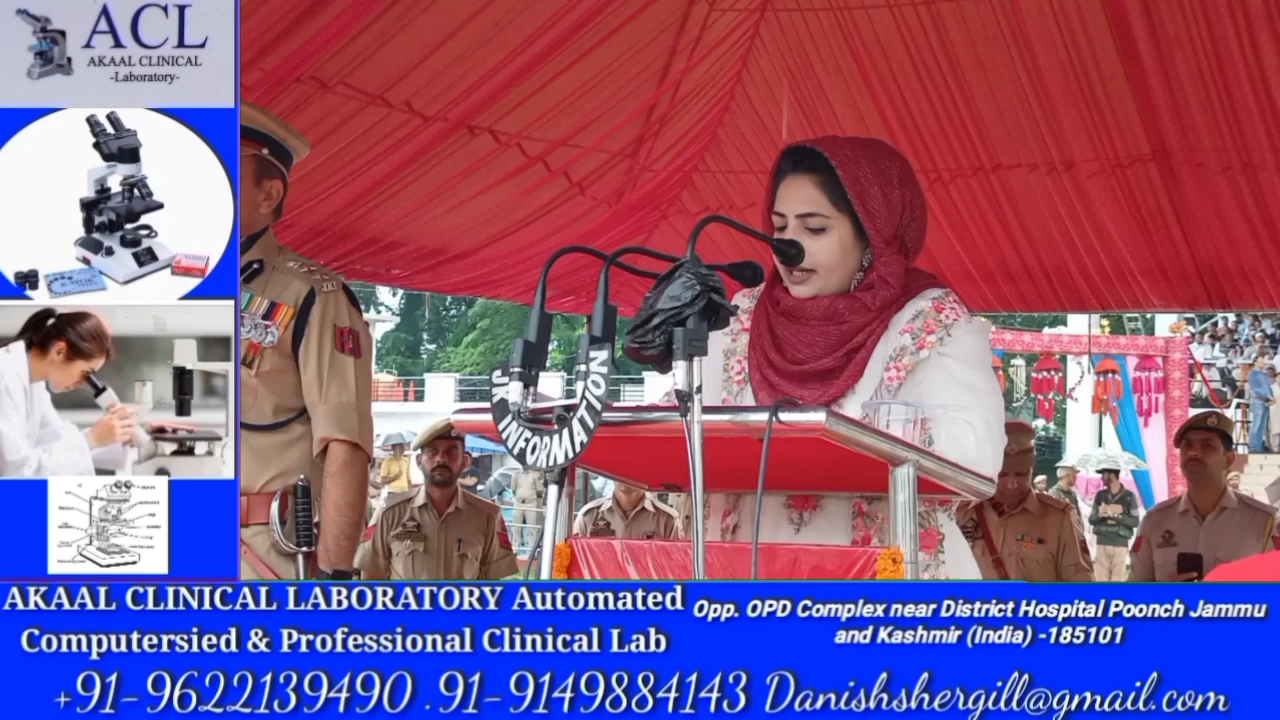 ACL
AKAAL CLINICAL
-Laboratory-
JK INFORMATION
AKAAL CLINICAL LABORATORY Automated
Computersied & Professional Clinical Lab
Opp. OPD Complex near District Hospital Poonch Jammu
and Kashmir (India) -185101
+91-9622139490 .91-9149884143 Danishshergill@gmail.com